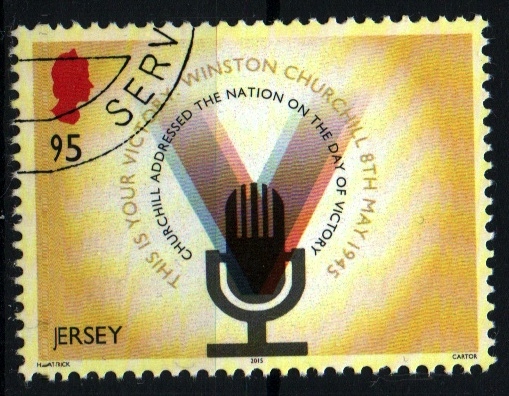 SERV
95
THIS IS YOUR VICTORY WINSTON CHURCHILL 8TH MAY 1945
CHURCHILL ADDRESSED THE NATION ON THE DAY OF VICTORY
JERSEY
2015
CARTOR